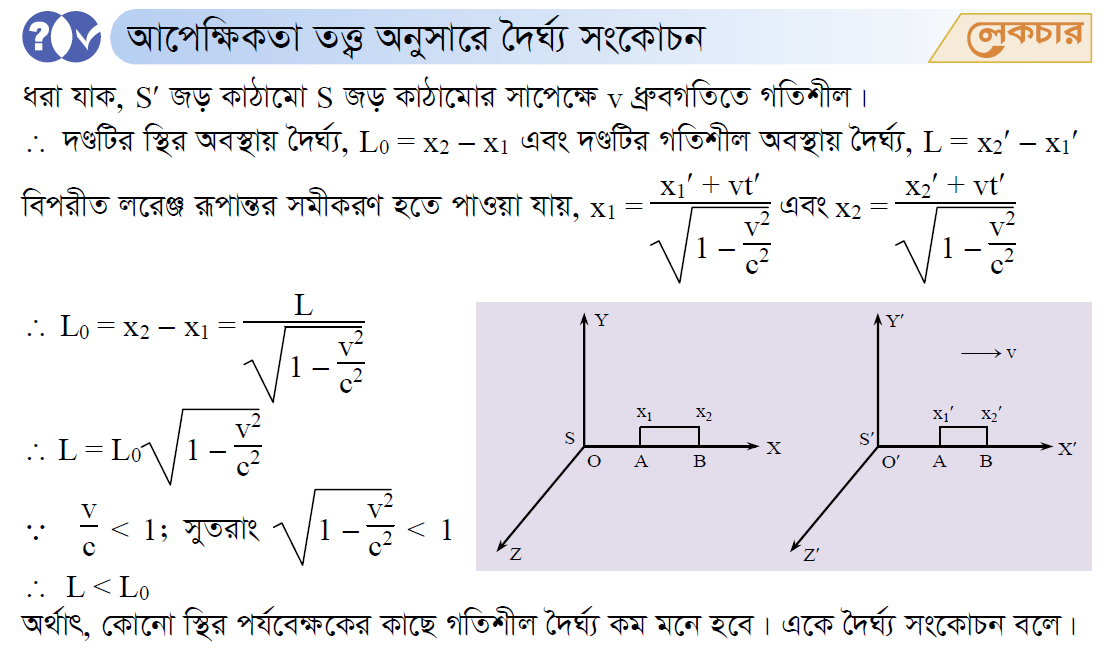 ? আপেক্ষিকতা তত্ত্ব অনুসারে দৈর্ঘ্য সংকোচন
লেকচার
ধরা যাক, S′ জড় কাঠামো S জড় কাঠামোর সাপেক্ষে v ধ্রুবগতিতে গতিশীল।
∴ দণ্ডটির স্থির অবস্থায় দৈর্ঘ্য, L₀ = x₂ – x₁ এবং দণ্ডটির গতিশীল অবস্থায় দৈর্ঘ্য, L = x₂′ – x₁′
বিপরীত লরেঞ্জ রূপান্তর সমীকরণ হতে পাওয়া যায়, x₁ = (x₁′ + vt′)/√(1 – v²/c²) এবং x₂ = (x₂′ + vt′)/√(1 – v²/c²)
∴ L₀ = x₂ – x₁ = L/√(1 – v²/c²)
∴ L = L₀√(1 – v²/c²)
∵ v/c < 1; সুতরাং √(1 – v²/c²) < 1
∴ L < L₀
Y
x₁ x₂
S
X
O A B
Z
Y′
v
x₁′ x₂′
S′
X′
O′ A B
Z′
অর্থাৎ, কোনো স্থির পর্যবেক্ষকের কাছে গতিশীল দৈর্ঘ্য কম মনে হবে। একে দৈর্ঘ্য সংকোচন বলে।